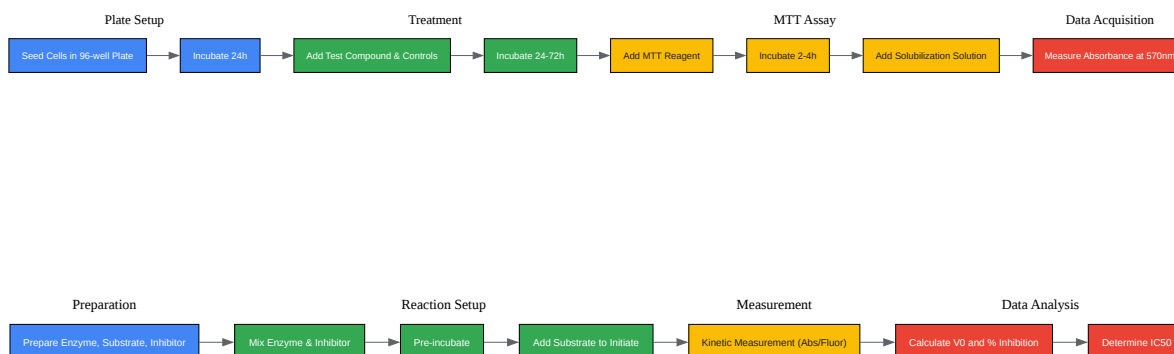 Plate Setup
Treatment
MTT Assay
Data Acquisition
Seed Cells in 96-well Plate
Incubate 24h
Add Test Compound & Controls
Incubate 24-72h
Add MTT Reagent
Incubate 2-4h
Add Solubilization Solution
Measure Absorbance at 570nm
Preparation
Reaction Setup
Measurement
Data Analysis
Prepare Enzyme, Substrate, Inhibitor
Mix Enzyme & Inhibitor
Pre-incubate
Add Substrate to Initiate
Kinetic Measurement (Abs/Fluor)
Calculate V0 and % Inhibition
Determine IC50